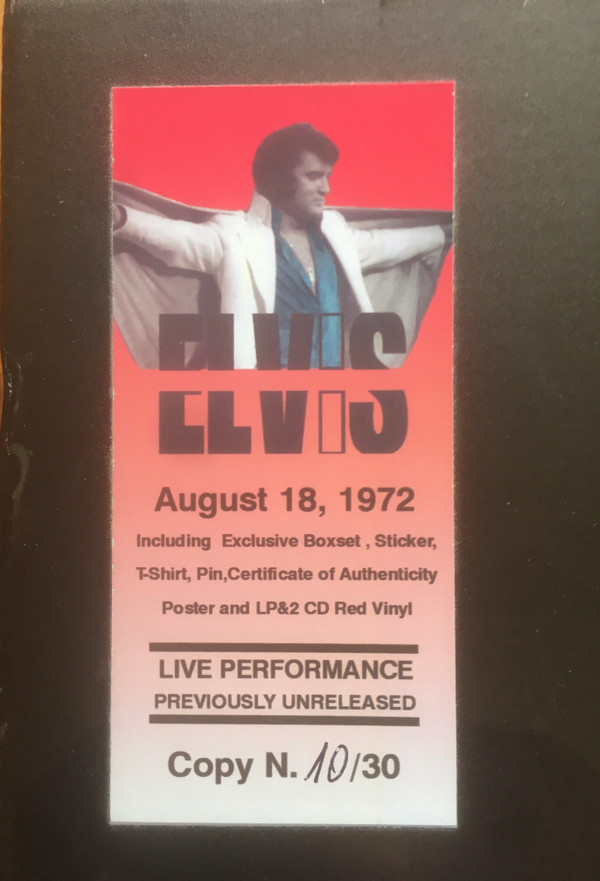 ELViS
August 18, 1972
Including Exclusive Boxset , Sticker,
T-Shirt, Pin,Certificate of Authenticity
Poster and LP&2 CD Red Vinyl
LIVE PERFORMANCE
PREVIOUSLY UNRELEASED
Copy N. 10/30